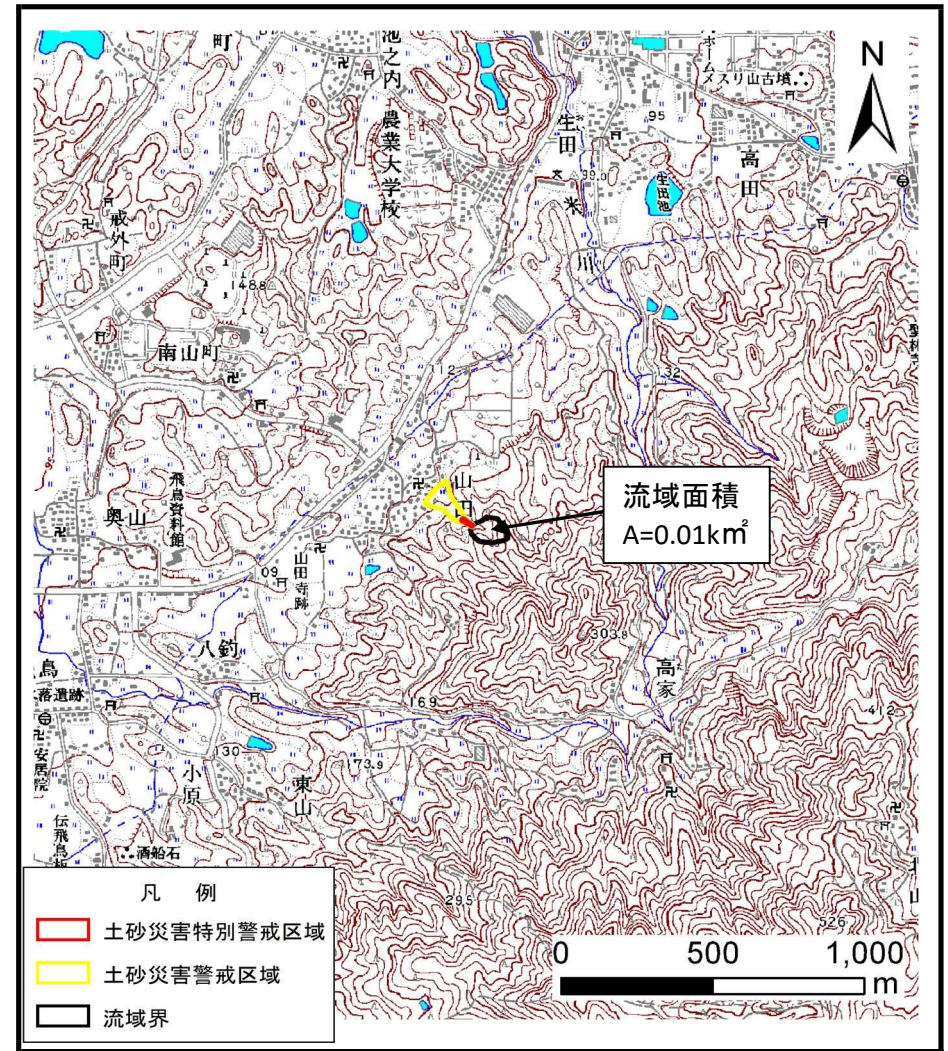 町
池之内
農業大学校
戒外町
148.8
南山町
奥山
飛鳥資料館
山田寺跡
八釣
小原
130
東山
173.9
169
酒船石
安居院
生田
米川
99.0
95
高田
メスリ山古墳
生田池
N
112
132
山田
流域面積
A=0.01k㎡
303.8
高家
412
295
526
凡 例
土砂災害特別警戒区域
土砂災害警戒区域
流域界
0 500 1,000
m